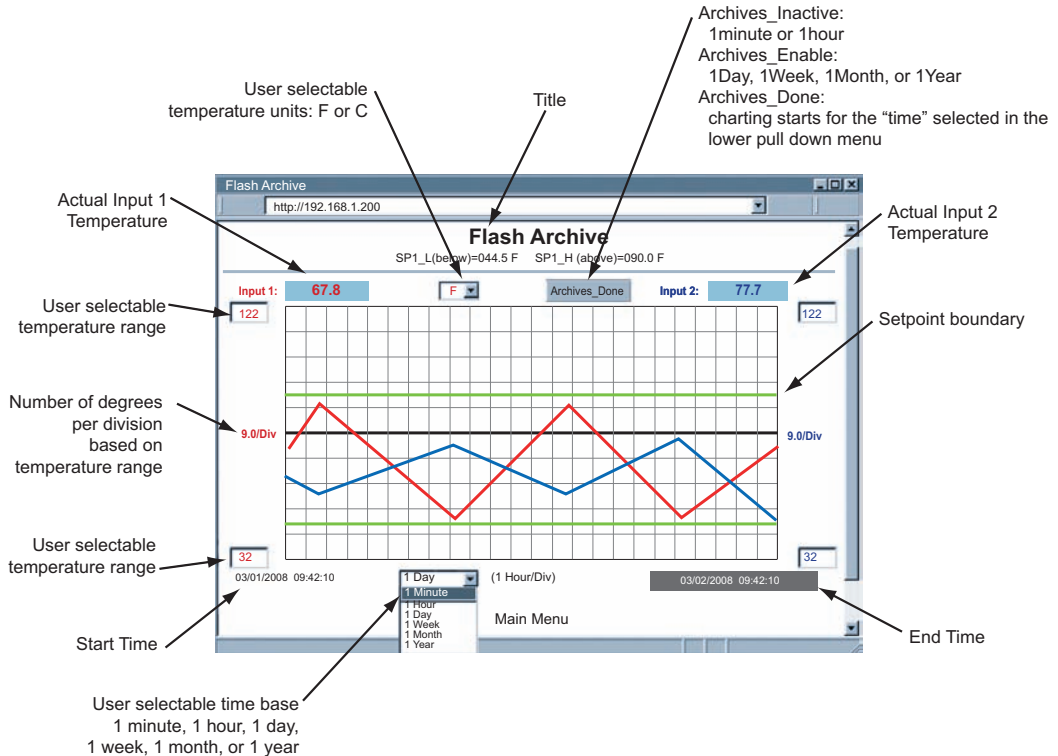 Archives_Inactive:
1minute or 1hour
Archives_Enable:
1Day, 1Week, 1Month, or 1Year
Archives_Done:
charting starts for the “time” selected in the
lower pull down menu
User selectable
temperature units: F or C
Title
Actual Input 1
Temperature
Actual Input 2
Temperature
Flash Archive
http://192.168.1.200
Flash Archive
SP1_L(below)=044.5 F SP1_H (above)=090.0 F
Input 1: 67.8 F Archives_Done Input 2: 77.7
User selectable
temperature range
122
122
Setpoint boundary
Number of degrees
per division
based on
temperature range
9.0/Div
9.0/Div
User selectable
temperature range
32
32
03/01/2008 09:42:10
1 Day
(1 Hour/Div)
03/02/2008 09:42:10
1 Minute
1 Hour
1 Day
1 Week
1 Month
1 Year
Main Menu
Start Time
End Time
User selectable time base
1 minute, 1 hour, 1 day,
1 week, 1 month, or 1 year